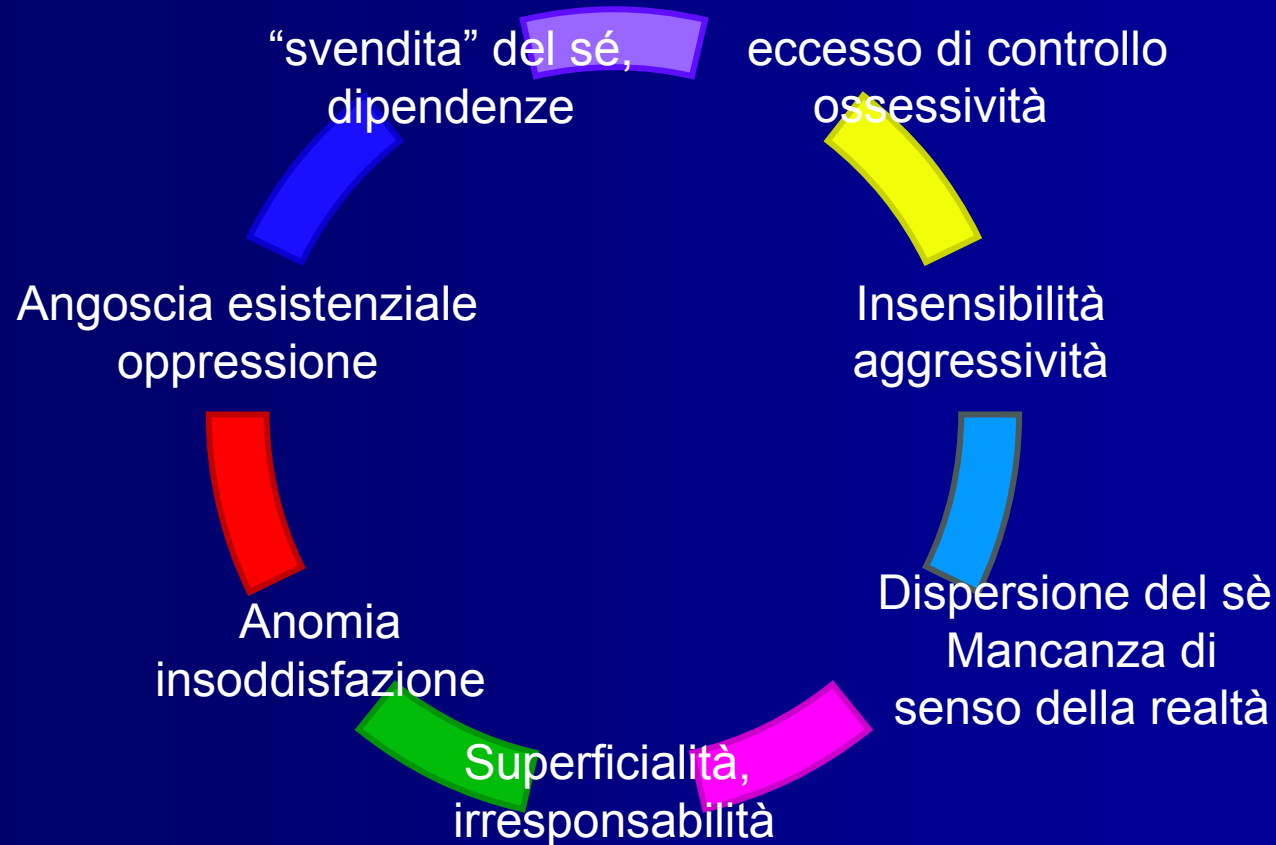 “svendita” del sé,
dipendenze
eccesso di controllo
ossessività
Insensibilità
aggressività
Dispersione del sè
Mancanza di
senso della realtà
Superficialità,
irresponsabilità
Anomia
insoddisfazione
Angoscia esistenziale
oppressione